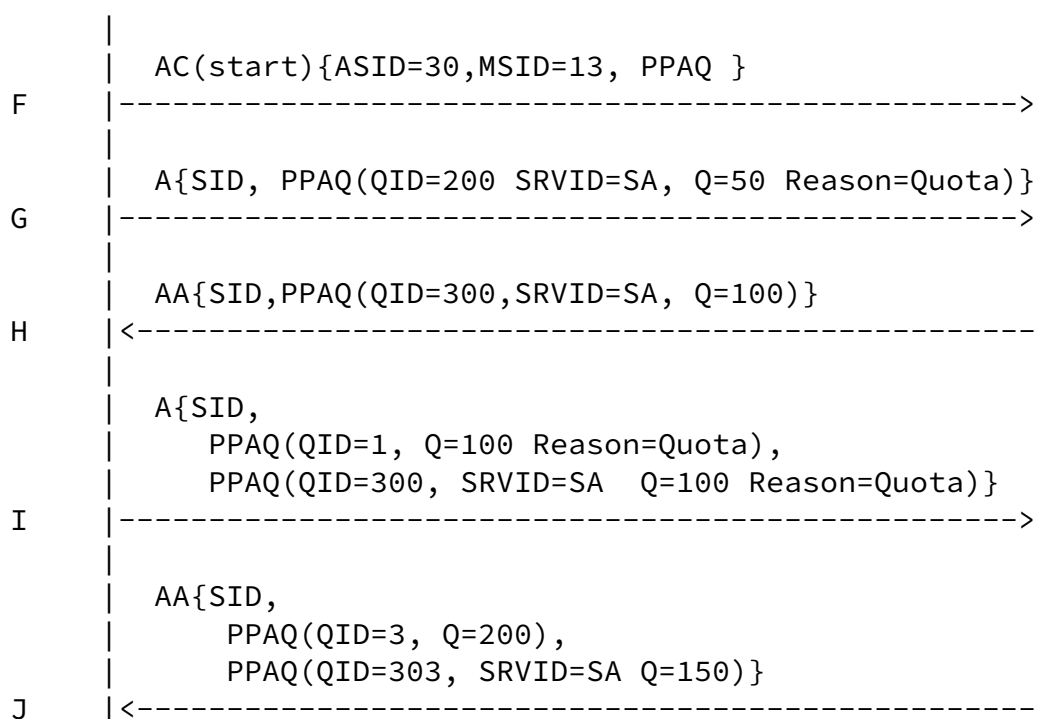 AC(start){ASID=30,MSID=13, PPAQ }
F |-------------------------------------------------->
A{SID, PPAQ(QID=200 SRVID=SA, Q=50 Reason=Quota)}
G |-------------------------------------------------->
AA{SID,PPAQ(QID=300,SRVID=SA, Q=100)}
H |<--------------------------------------------------
A{SID,
PPAQ(QID=1, Q=100 Reason=Quota),
PPAQ(QID=300, SRVID=SA  Q=100 Reason=Quota)}
I |-------------------------------------------------->
AA{SID,
PPAQ(QID=3, Q=200),
PPAQ(QID=303, SRVID=SA Q=150)}
J |<--------------------------------------------------